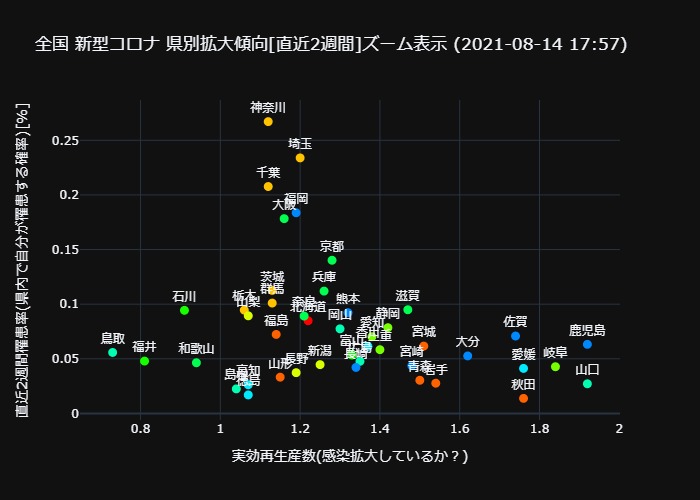 全国 新型コロナ 県別拡大傾向[直近2週間]ズーム表示 (2021-08-14 17:57)
直近2週間罹患率(県内で自分が罹患する確率)[%]
神奈川
0.25
埼玉
千葉
0.2
福岡
大阪
0.15
京都
茨城
兵庫
群馬
石川
栃木
山梨
奈良
北海道
熊本
滋賀
0.1
福島
岡山
愛知
静岡
佐賀
鹿児島
鳥取
福井
和歌山
富山
香川
宮城
大分
0.05
山形
長野
新潟
長崎
宮崎
青森
岩手
愛媛
岐阜
山口
島根
高知
徳島
秋田
0
0.8
1
1.2
1.4
1.6
1.8
2
実効再生産数(感染拡大しているか？)